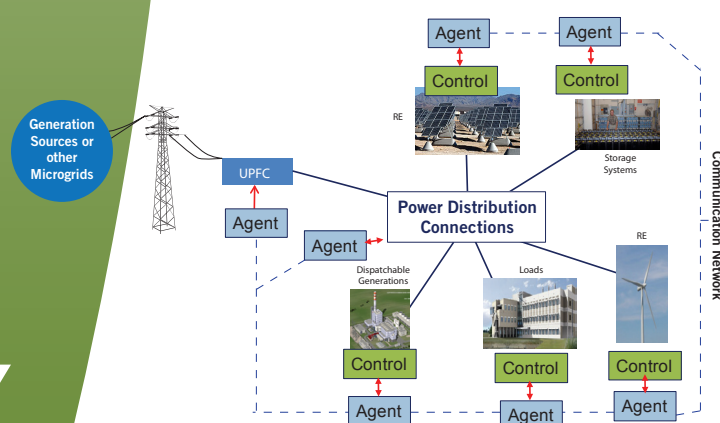 Agent
Agent
Control
Control
RE
Generation
Sources or
other
Microgrids
Storage
Systems
UPFC
Communication Network
Power Distribution
Connections
Agent
Agent
RE
Dispatchable
Generations
Loads
Control
Control
Control
Agent
Agent
Agent